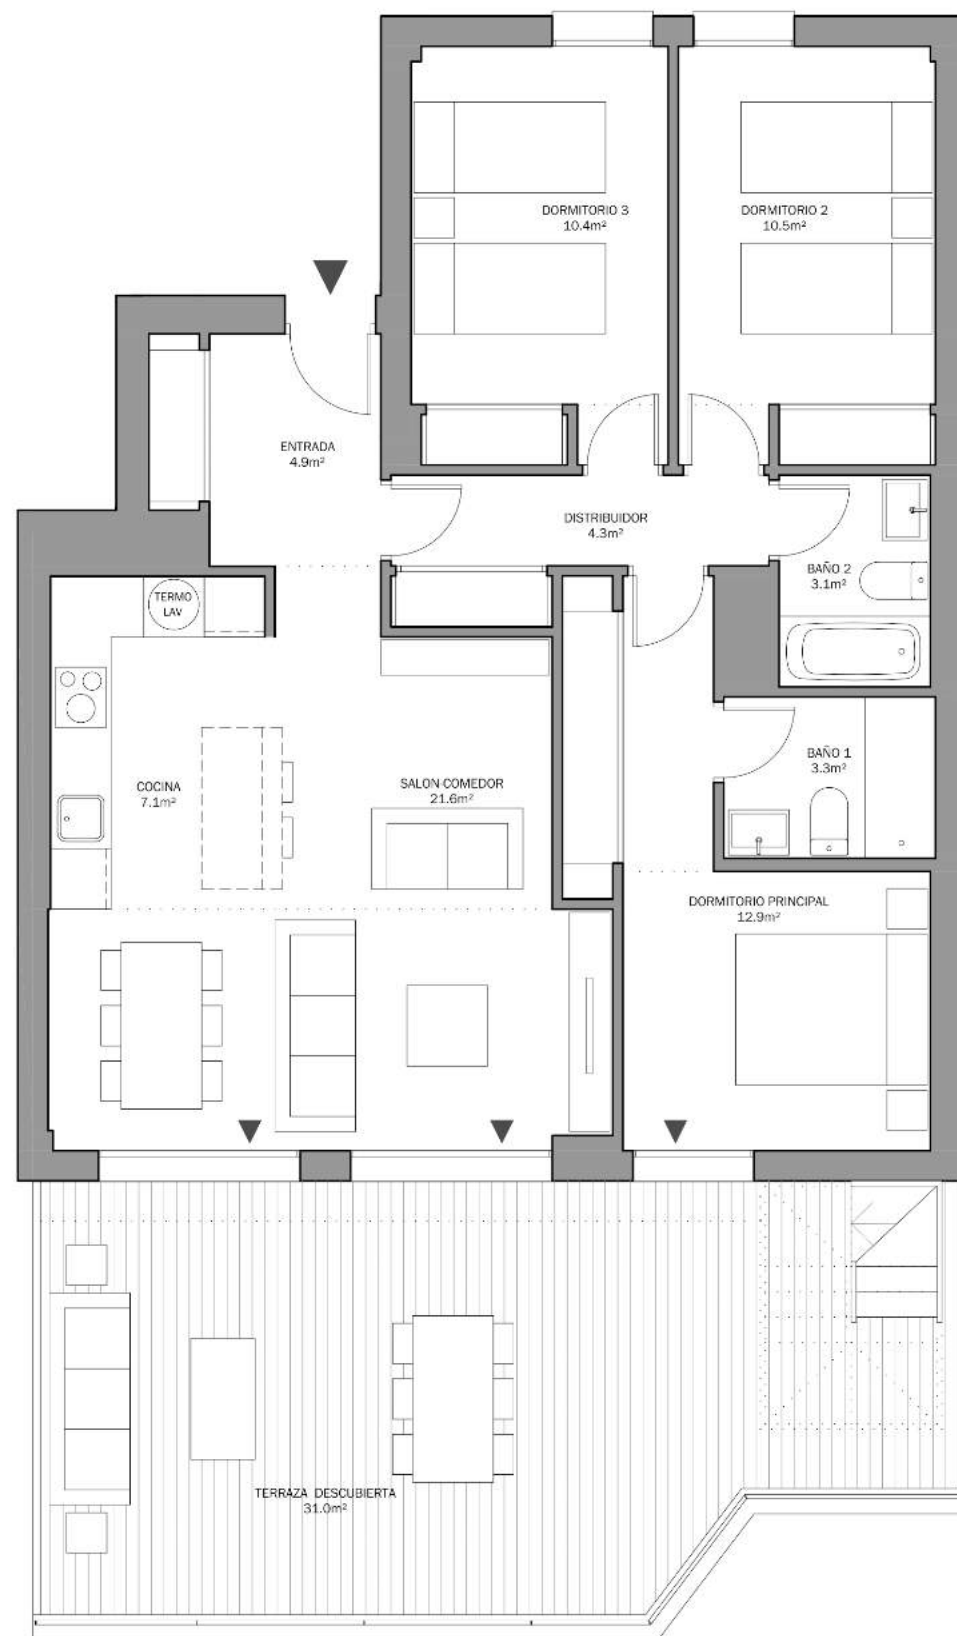 DORMITORIO 3
10.4m²
DORMITORIO 2
10.5m²
ENTRADA
4.9m²
DISTRIBUIDOR
4.3m²
BAÑO 2
3.1m²
TERMO
LAV
BAÑO 1
3.3m²
COCINA
7.1m²
SALON-COMEDOR
21.6m²
DORMITORIO PRINCIPAL
12.9m²
TERRAZA DESCUBIERTA
31.0m²